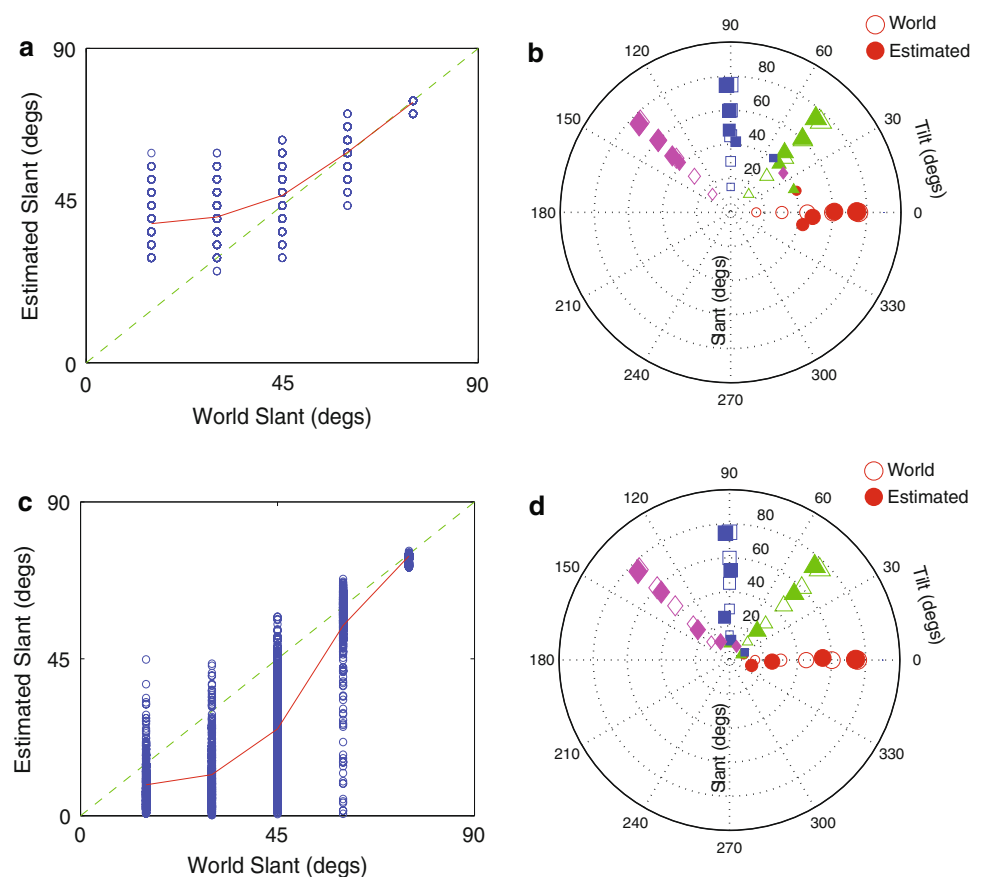 a
90
45
0
0
45
90
Estimated Slant (degs)
World Slant (degs)
b
World
Estimated
90
120
60
150
30
180
0
210
330
240
300
270
80
60
40
20
Tilt (degs)
Slant (degs)
c
90
45
0
0
45
90
Estimated Slant (degs)
World Slant (degs)
d
World
Estimated
90
120
60
150
30
180
0
210
330
240
300
270
80
60
40
20
Tilt (degs)
Slant (degs)